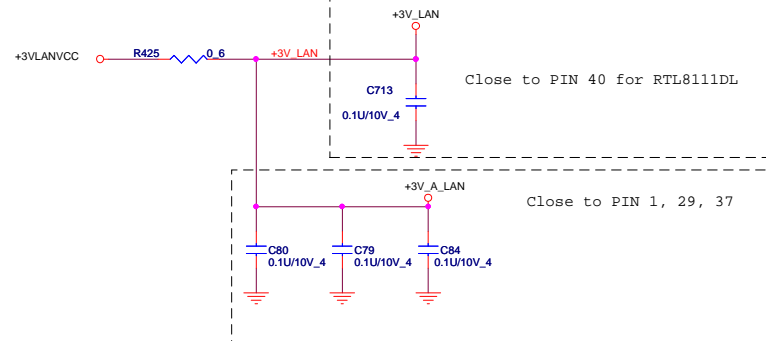 +3V_LAN
+3VLANVCC R425 0_6 +3V_LAN
Close to PIN 40 for RTL8111DL
C713
0.1U/10V_4
+3V_A_LAN
Close to PIN 1, 29, 37
C80 C79 C84
0.1U/10V_4 0.1U/10V_4 0.1U/10V_4